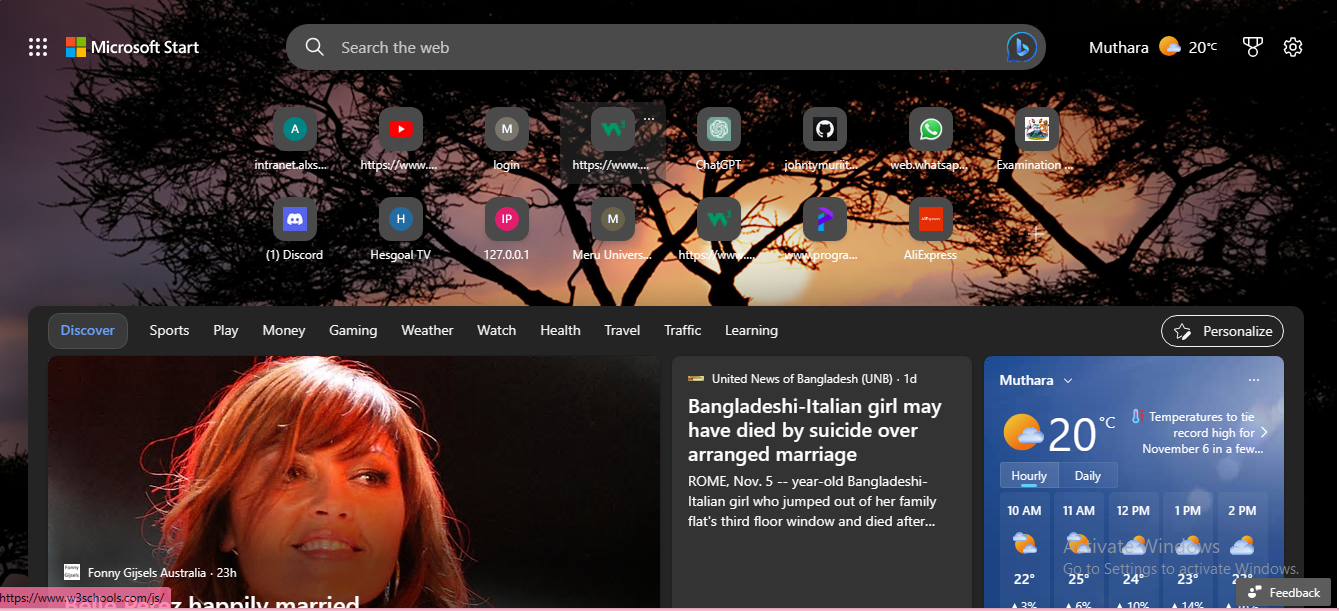 Microsoft Start
Search the web
Muthara 20°C
A
intranet.alxs...
https://www....
M
login
https://www....
ChatGPT
johntymuriit...
web.whatsap...
Examination ...
(1) Discord
H
Hesgoal TV
IP
127.0.0.1
M
Meru Univers...
https://www....
www.progra...
AliExpress
AliExpress
Discover Sports Play Money Gaming Weather Watch Health Travel Traffic Learning
Personalize
Fonny Gijsels Australia · 23h
Perez happily married
United News of Bangladesh (UNB) · 1d
Bangladeshi-Italian girl may
have died by suicide over
arranged marriage
ROME, Nov. 5 -- year-old Bangladeshi-
Italian girl who jumped out of her family
flat's third floor window and died after...
Muthara
20°C
Temperatures to tie
record high for
November 6 in a few...
Hourly Daily
10 AM 11 AM 12 PM 1 PM 2 PM
22° 25° 24° 23° 22°
3% 6% 10% 14%
Activate Windows
Go to Settings to activate Windows.
Feedback
https://www.w3schools.com/js/